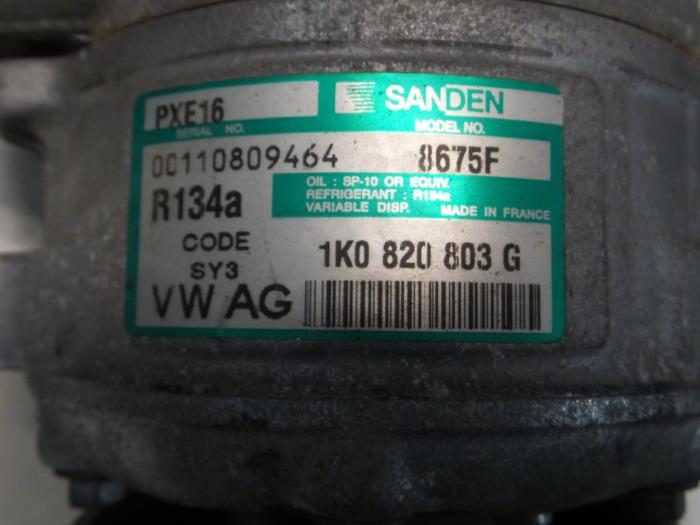 PXE16 SANDEN
SERIAL NO. MODEL NO.
00110809464 8675F
R134a
OIL : SP-10 OR EQUIV.
REFRIGERANT : R134a
VARIABLE DISP. MADE IN FRANCE
CODE
SY3
1K0 820 803 G
VW AG